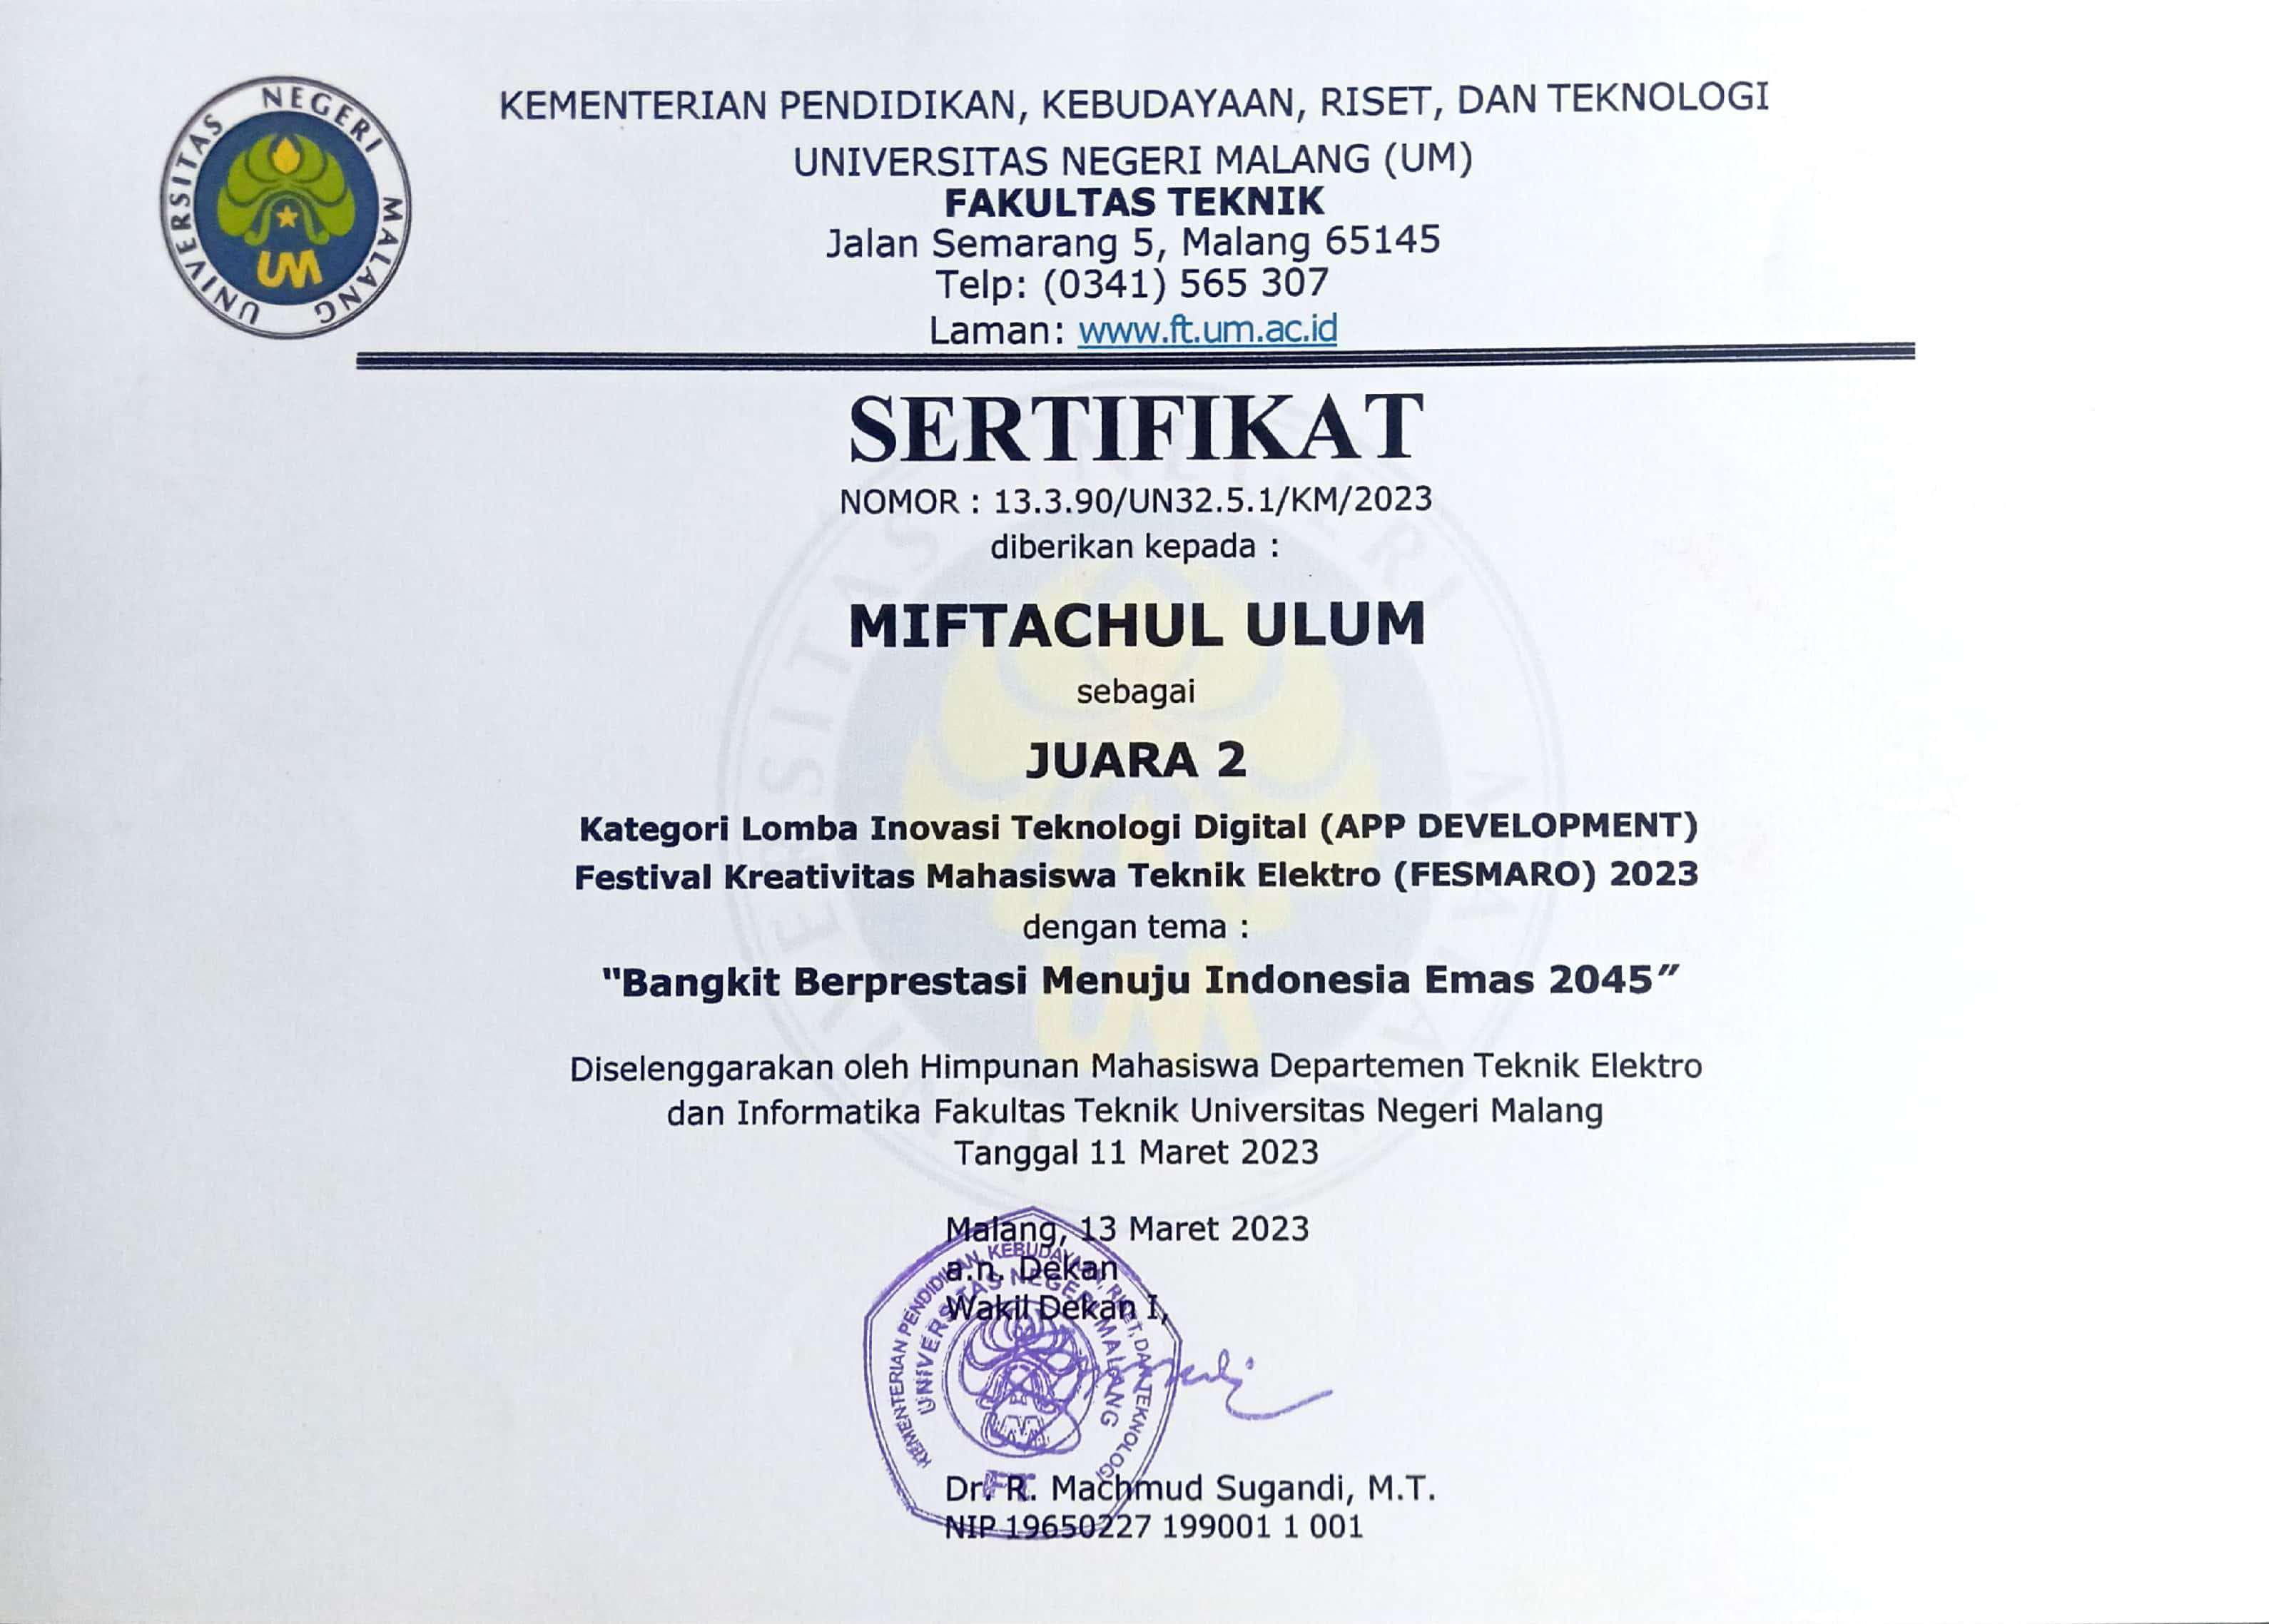 UNIVERSITAS NEGERI MALANG
UM
KEMENTERIAN PENDIDIKAN, KEBUDAYAAN, RISET, DAN TEKNOLOGI
UNIVERSITAS NEGERI MALANG (UM)
FAKULTAS TEKNIK
Jalan Semarang 5, Malang 65145
Telp: (0341) 565 307
Laman: www.ft.um.ac.id
SERTIFIKAT
NOMOR : 13.3.90/UN32.5.1/KM/2023
diberikan kepada :
MIFTACHUL ULUM
sebagai
JUARA 2
Kategori Lomba Inovasi Teknologi Digital (APP DEVELOPMENT)
Festival Kreativitas Mahasiswa Teknik Elektro (FESMARO) 2023
dengan tema :
"Bangkit Berprestasi Menuju Indonesia Emas 2045”
Diselenggarakan oleh Himpunan Mahasiswa Departemen Teknik Elektro
dan Informatika Fakultas Teknik Universitas Negeri Malang
Tanggal 11 Maret 2023
Malang, 13 Maret 2023
a.n. Dekan
Wakil Dekan I,
KEMENTERIAN PENDIDIKAN, KEBUDAYAAN, RISET, DAN TEKNOLOGI
UNIVERSITAS NEGERI MALANG
UM
FT
Dr. R. Machmud Sugandi, M.T.
NIP 19650227 199001 1 001